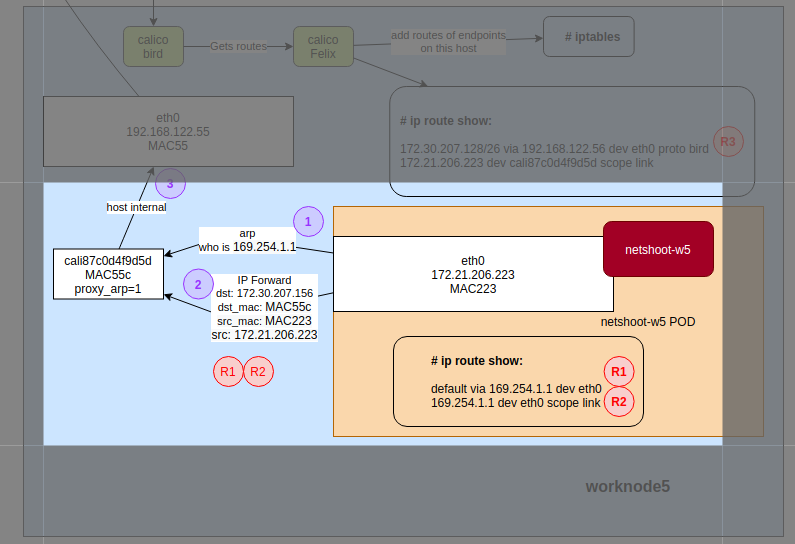 calico
bird
Gets routes
calico
Felix
add routes of endpoints
on this host
# iptables
eth0
192.168.122.55
MAC55
# ip route show:
172.30.207.128/26 via 192.168.122.56 dev eth0 proto bird
172.21.206.223 dev cali87c0d4f9d5d scope link
R3
3
host internal
1
arp
who is 169.254.1.1
cali87c0d4f9d5d
MAC55c
proxy_arp=1
2
IP Forward
dst: 172.30.207.156
dst_mac: MAC55c
src_mac: MAC223
src: 172.21.206.223
R1
R2
eth0
172.21.206.223
MAC223
netshoot-w5
netshoot-w5 POD
# ip route show:
default via 169.254.1.1 dev eth0
169.254.1.1 dev eth0 scope link
R1
R2
worknode5